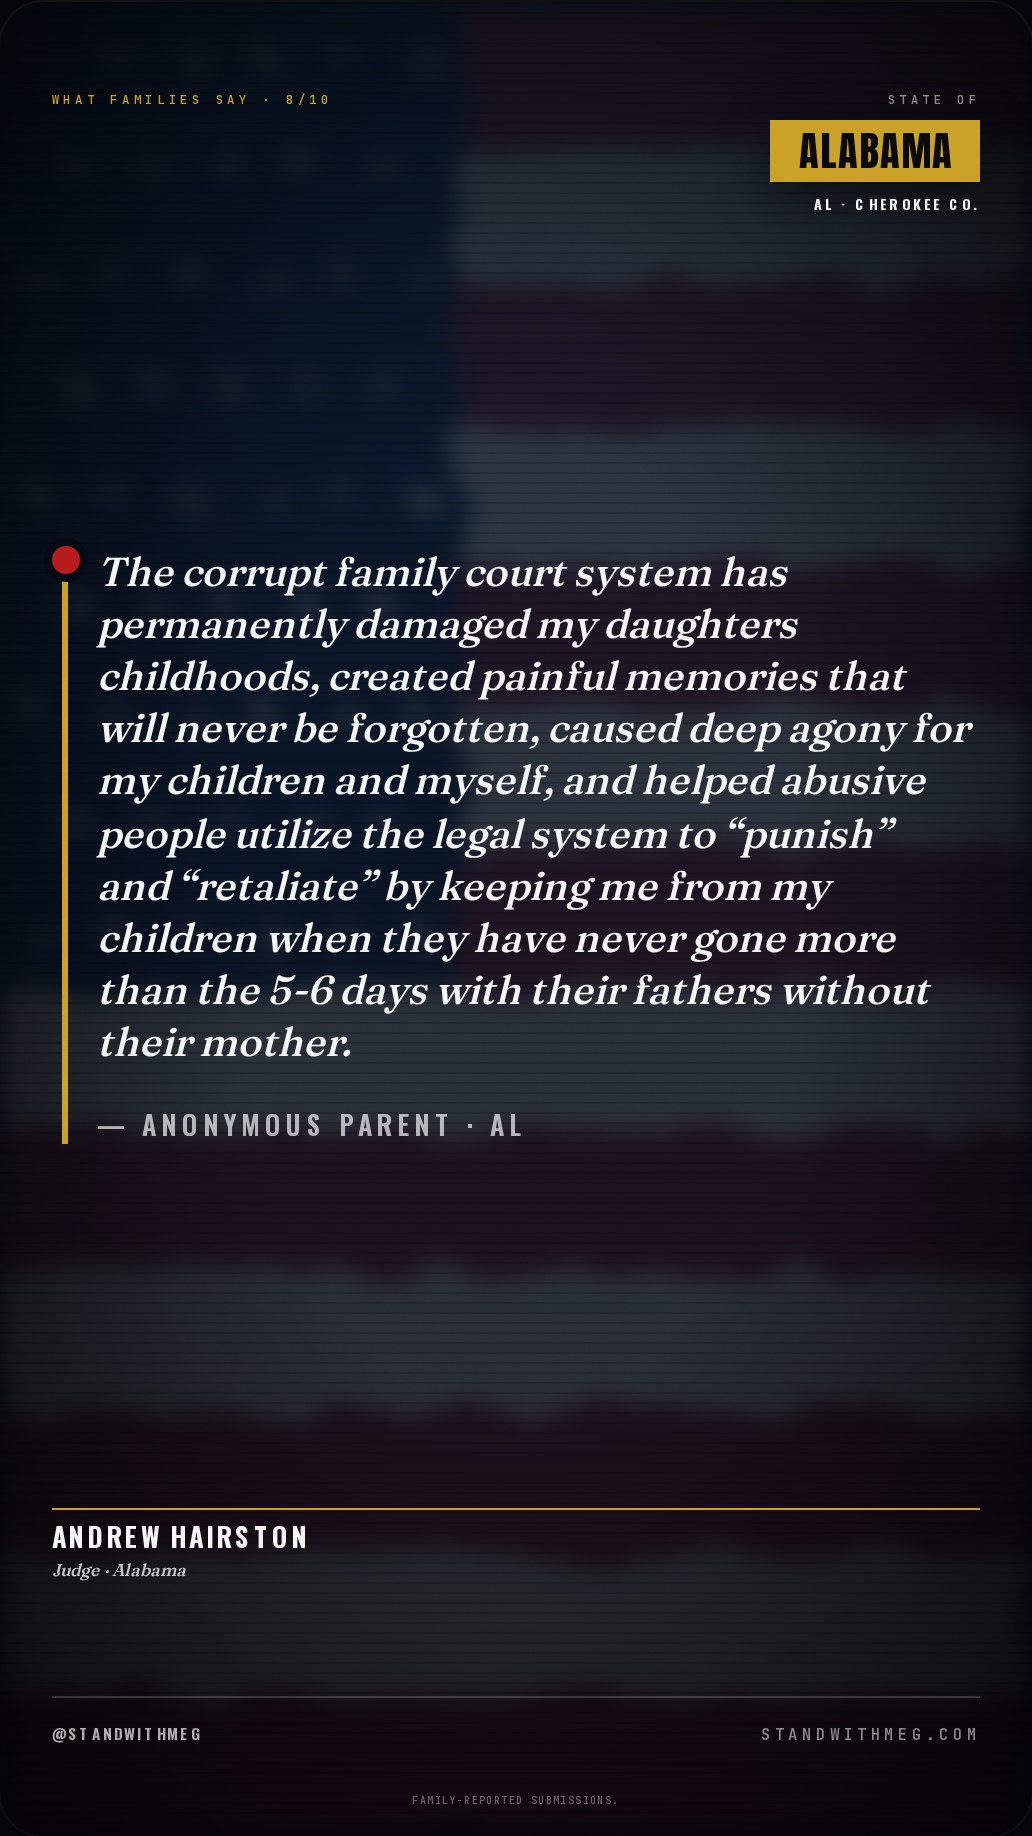 WHAT FAMILIES SAY · 8/10
STATE OF
ALABAMA
AL · CHEROKEE CO.
The corrupt family court system has
permanently damaged my daughters
childhoods, created painful memories that
will never be forgotten, caused deep agony for
my children and myself, and helped abusive
people utilize the legal system to “punish”
and “retaliate” by keeping me from my
children when they have never gone more
than the 5-6 days with their fathers without
their mother.
— ANONYMOUS PARENT · AL
ANDREW HAIRSTON
Judge · Alabama
@STANDWITHMEG
STANDWITHMEG.COM
FAMILY-REPORTED SUBMISSIONS.